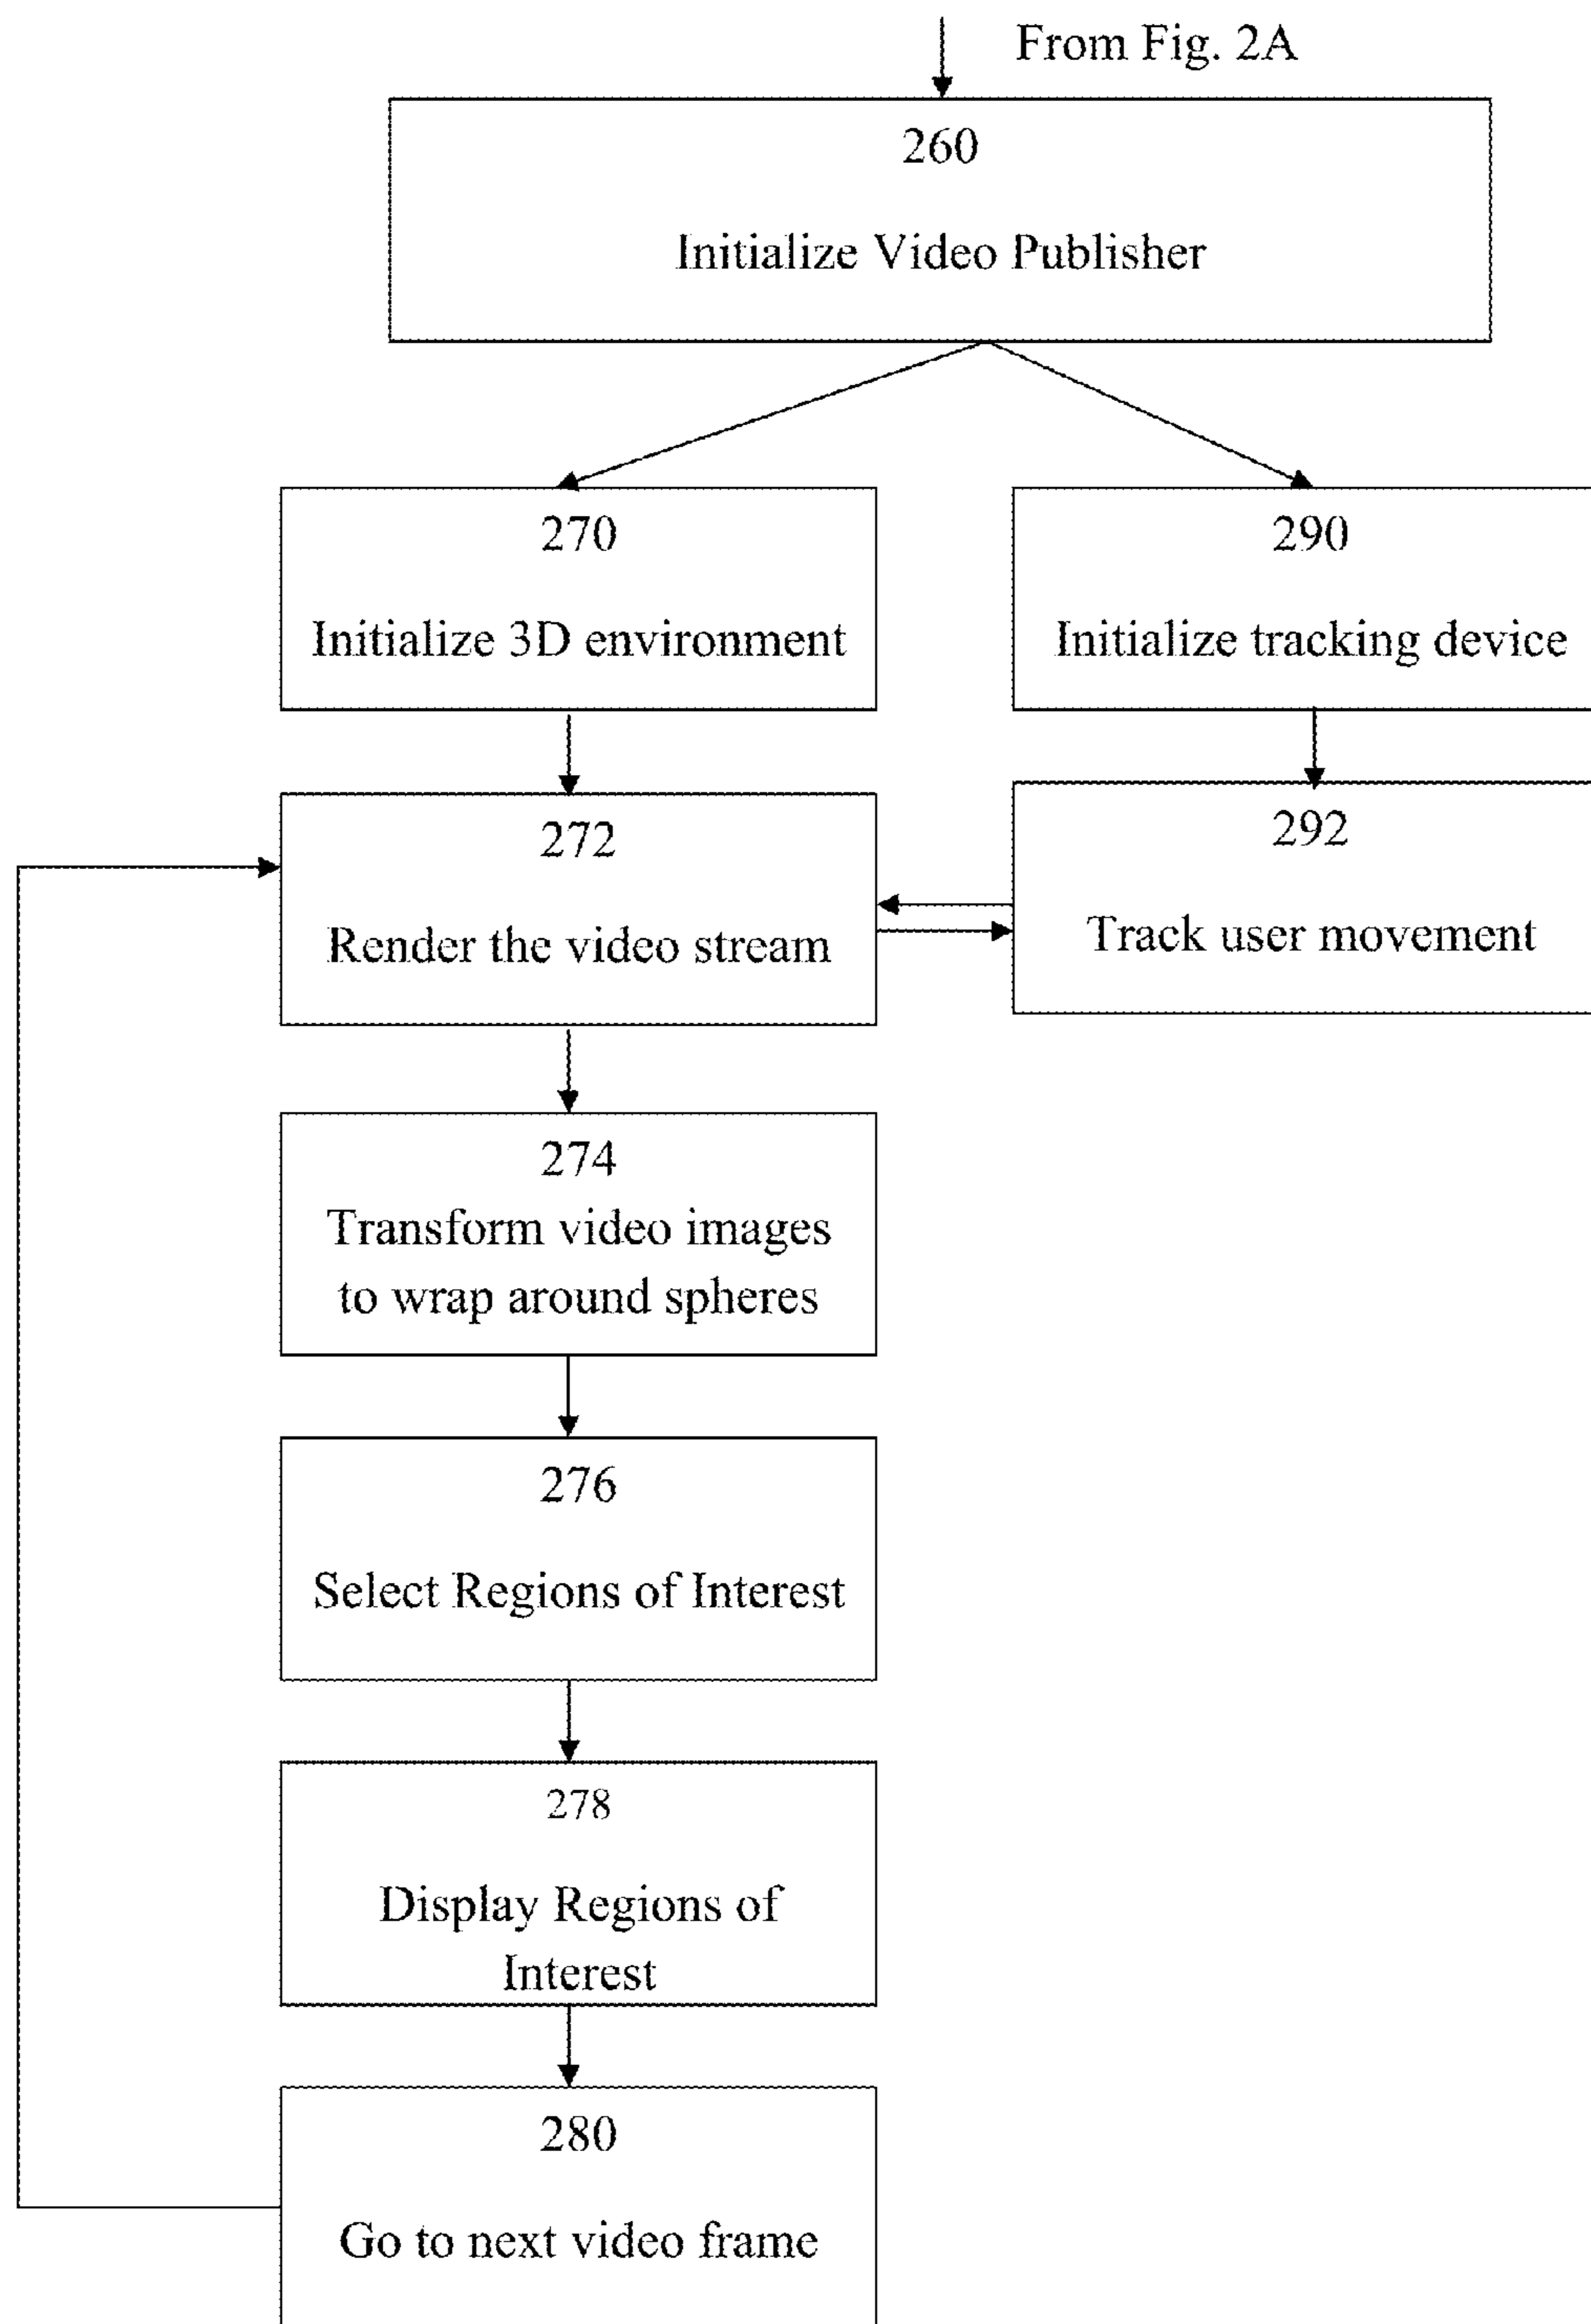 From Fig. 2A
260
Initialize Video Publisher
270
Initialize 3D environment
290
Initialize tracking device
272
Render the video stream
292
Track user movement
274
Transform video images
to wrap around spheres
276
Select Regions of Interest
278
Display Regions of
Interest
280
Go to next video frame